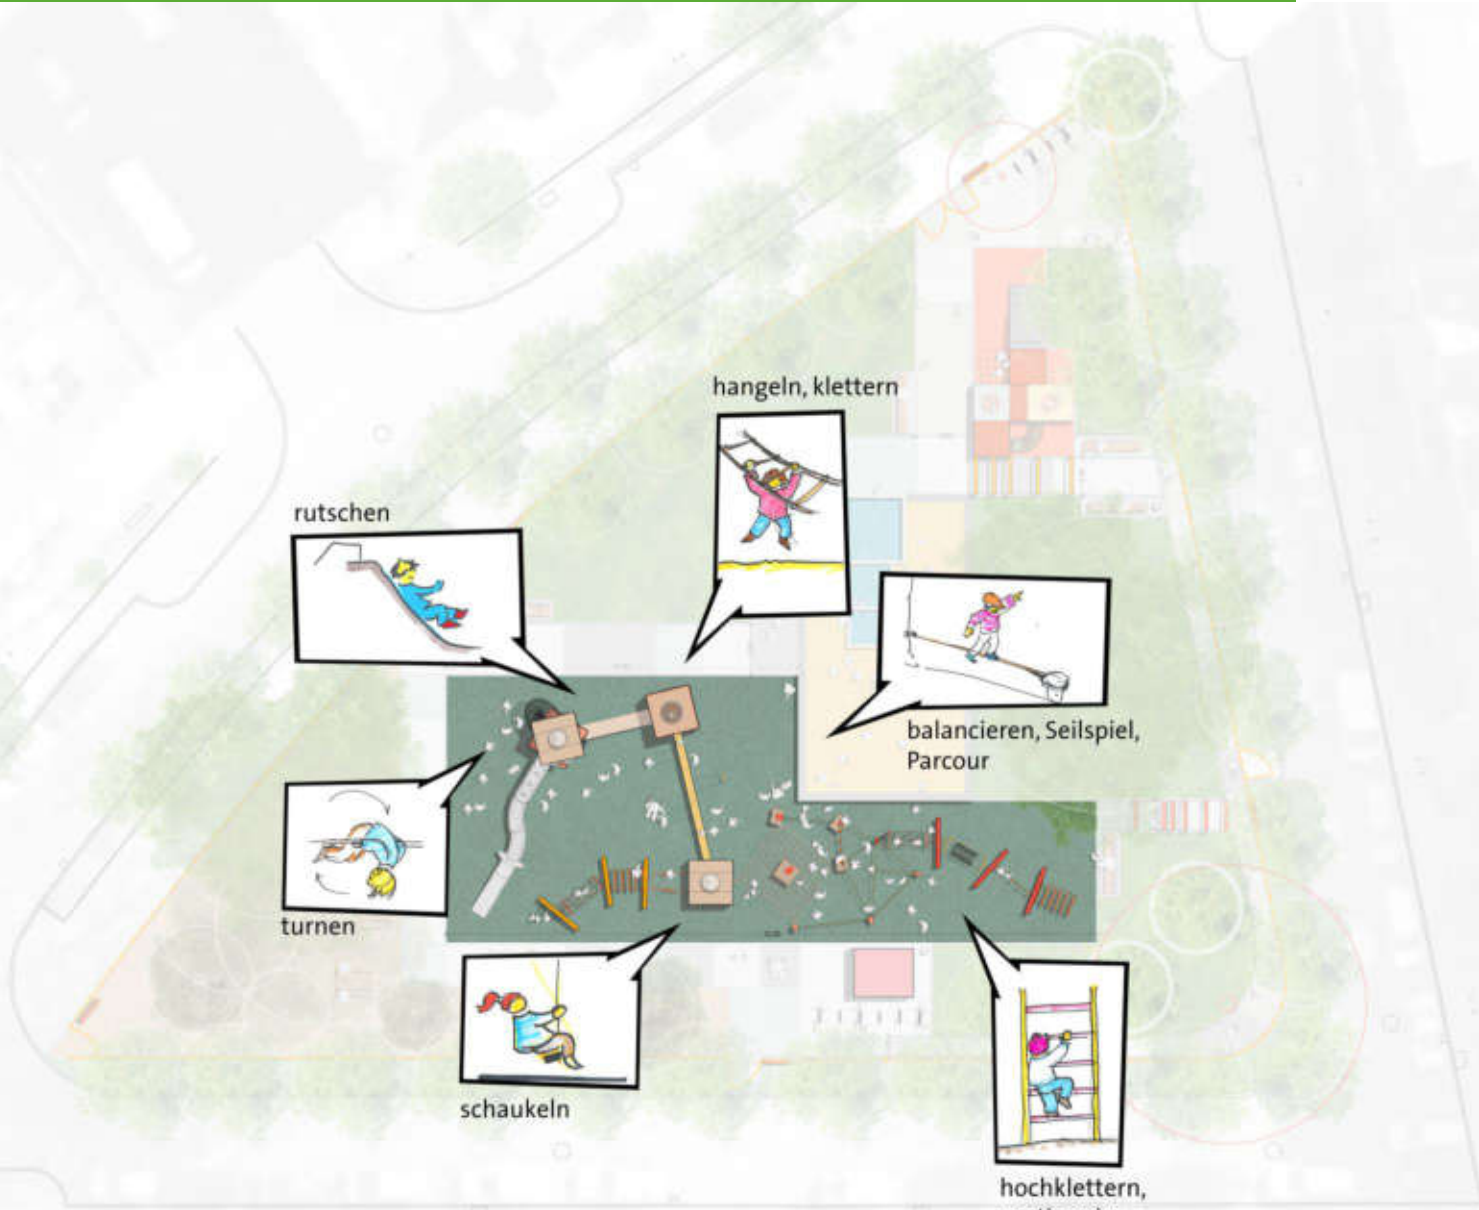 hangeln, klettern
rutschen
balancieren, Seilspiel,
Parcour
turnen
schaukeln
hochklettern,